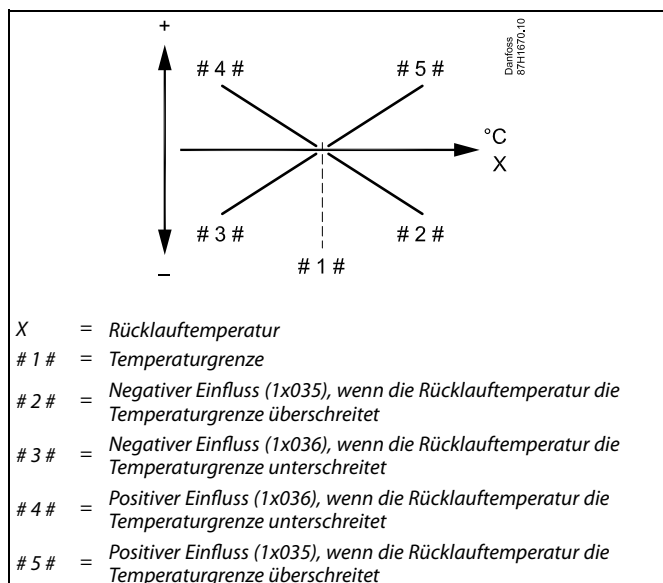 +
# 4 #
# 5 #
Danfoss
87H1670.10
°C
X
# 3 #
# 2 #
–
# 1 #
X = Rücklauftemperatur
# 1 # = Temperaturgrenze
# 2 # = Negativer Einfluss (1x035), wenn die Rücklauftemperatur die
Temperaturgrenze überschreitet
# 3 # = Negativer Einfluss (1x036), wenn die Rücklauftemperatur die
Temperaturgrenze unterschreitet
# 4 # = Positiver Einfluss (1x036), wenn die Rücklauftemperatur die
Temperaturgrenze unterschreitet
# 5 # = Positiver Einfluss (1x035), wenn die Rücklauftemperatur die
Temperaturgrenze überschreitet